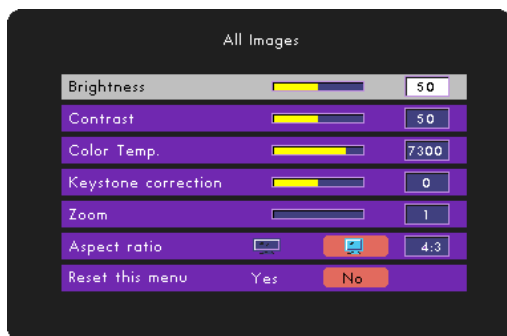 All Images
Brightness 50
Contrast 50
Color Temp. 7300
Keystone correction 0
Zoom 1
Aspect ratio 4:3
Reset this menu Yes No